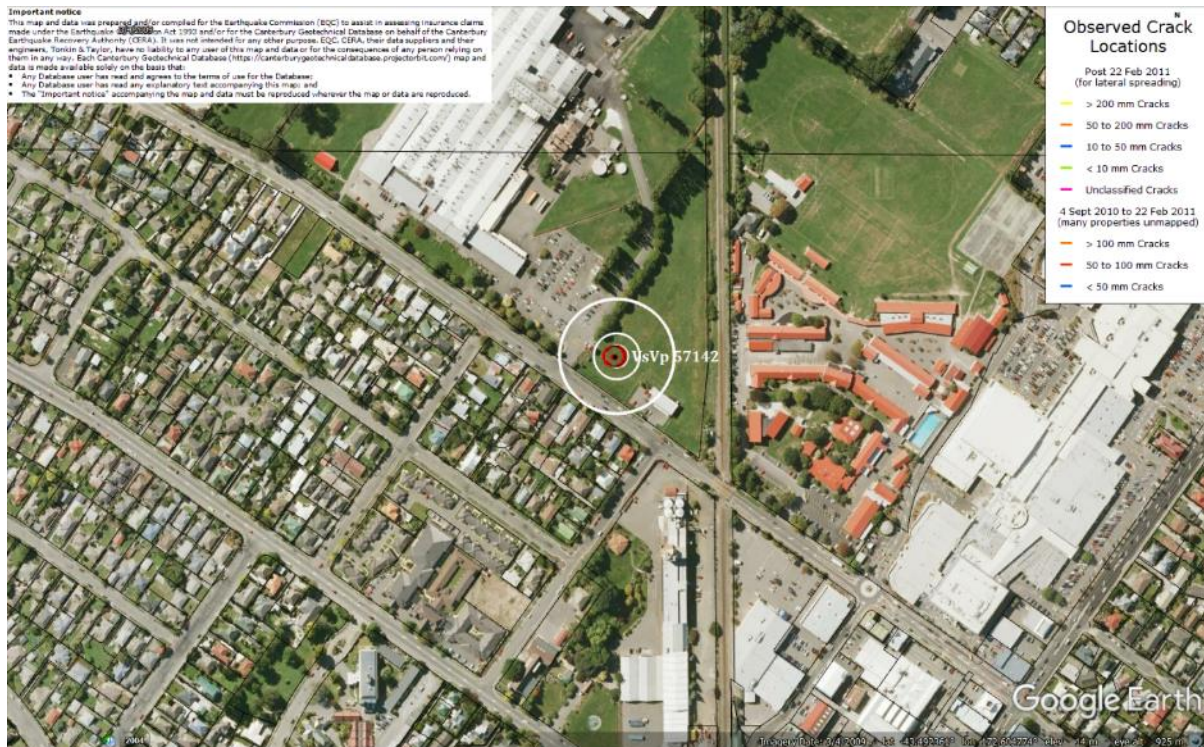 Important notice
This map and data was prepared and/or compiled for the Earthquake Commission (EQC) to assist in assessing insurance claims
made under the Earthquake Act 1993 and/or for the Canterbury Geotechnical Database on behalf of the Canterbury
Earthquake Recovery Authority (CERA). It was not intended for any other purpose. EQC, CERA, their data suppliers and their
engineers, Tonkin & Taylor, have no liability to any user of this map and data or for the consequences of any person relying on
them in any way. Each Canterbury Geotechnical Database (https://canterburygeotechnicaldatabase.projectorbit.com/) map and
data is made available solely on the basis that:
• Any Database user has read and agrees to the terms of use for the Database;
• Any Database user has read any explanatory text accompanying this map; and
• The "Important notice" accompanying the map and data must be reproduced wherever the map or data are reproduced.
N
Observed Crack
Locations
Post 22 Feb 2011
(for lateral spreading)
> 200 mm Cracks
50 to 200 mm Cracks
10 to 50 mm Cracks
< 10 mm Cracks
Unclassified Cracks
4 Sept 2010 to 22 Feb 2011
(many properties unmapped)
> 100 mm Cracks
50 to 100 mm Cracks
< 50 mm Cracks
VsVp 57142
Google Earth
2004
Imagery Date: 3/4/2009 eye alt 925 m